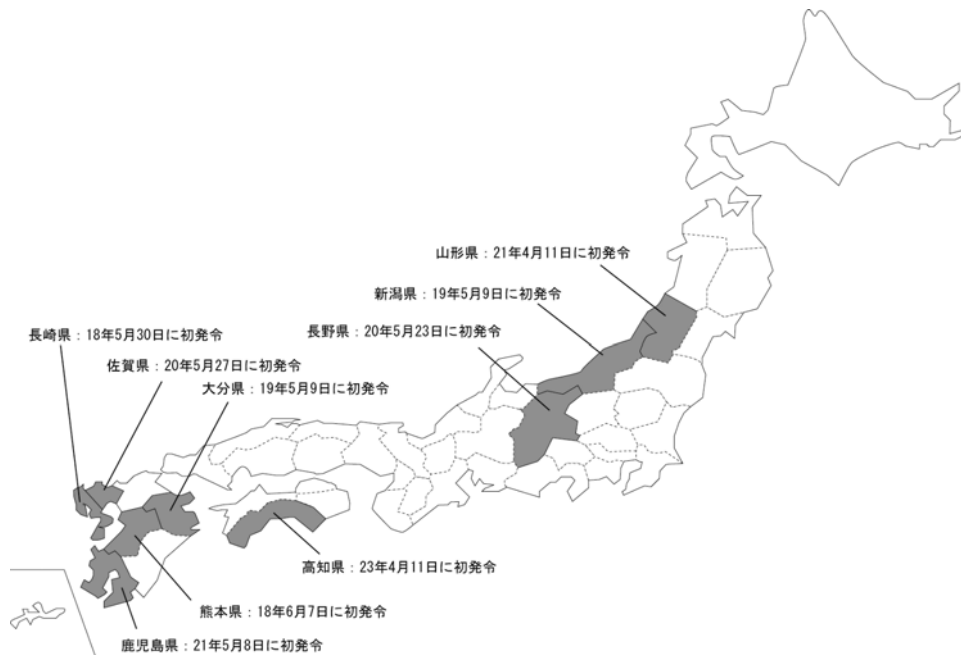 山形県：21年4月11日に初発令
新潟県：19年5月9日に初発令
長野県：20年5月23日に初発令
長崎県：18年5月30日に初発令
佐賀県：20年5月27日に初発令
大分県：19年5月9日に初発令
高知県：23年4月11日に初発令
熊本県：18年6月7日に初発令
鹿児島県：21年5月8日に初発令